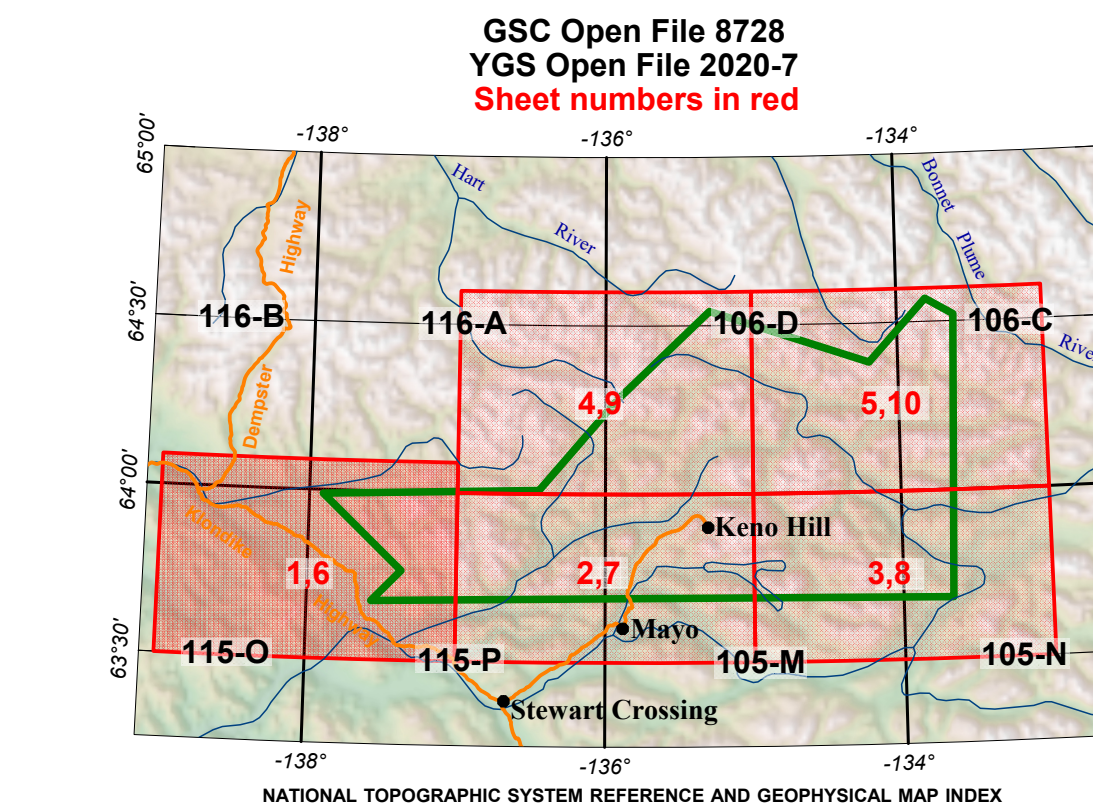 GSC Open File 8728
YGS Open File 2020-7
Sheet numbers in red
-138°
-136°
-134°
65°00'
Hart
River
Bonnet
Plume
Rive
Highway
Dempster
64°30'
116-B
116-A
106-D
106-C
4,9
5,10
64°00'
Klondike
Highway
Keno Hill
1,6
2,7
3,8
Mayo
63°30'
115-O
115-P
105-M
105-N
Stewart Crossing
-138°
-136°
-134°
NATIONAL TOPOGRAPHIC SYSTEM REFERENCE AND GEOPHYSICAL MAP INDEX